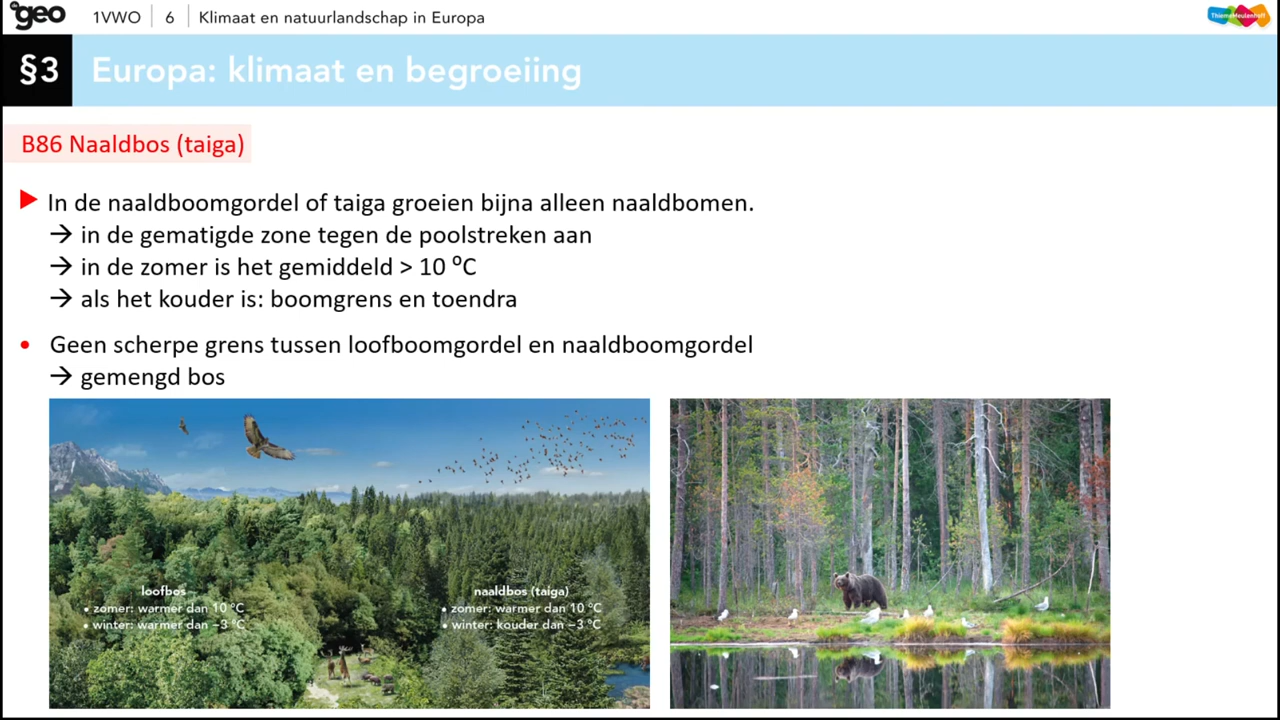 geo 1VWO 6 Klimaat en natuurlandschap in Europa ThiemeMeulenhoff
§3 Europa: klimaat en begroeiing
B86 Naaldbos (taiga)
In de naaldboomgordel of taiga groeien bijna alleen naaldbomen.
→ in de gematigde zone tegen de poolstreken aan
→ in de zomer is het gemiddeld > 10 °C
→ als het kouder is: boomgrens en toendra
• Geen scherpe grens tussen loofboomgordel en naaldboomgordel
→ gemengd bos
loofbos
• zomer: warmer dan 10 °C
• winter: warmer dan −3 °C
naaldbos (taiga)
• zomer: warmer dan 10 °C
• winter: kouder dan −3 °C